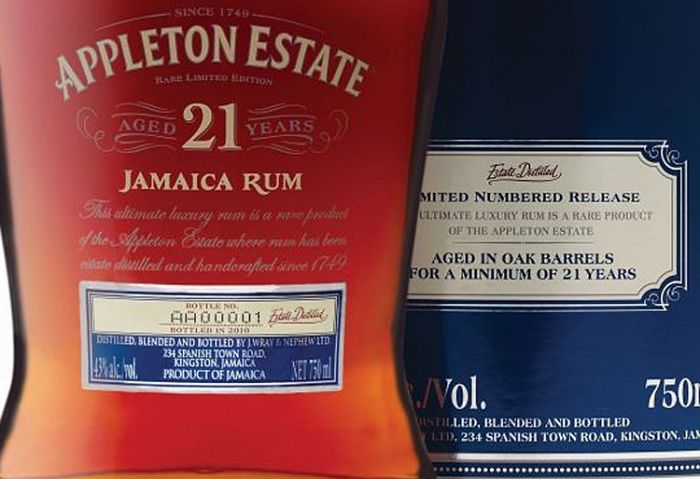 SINCE 1749
APPLETON ESTATE
RARE LIMITED EDITION
AGED 21 YEARS
JAMAICA RUM
This ultimate luxury rum is a rare product
of the Appleton Estate where rum has been
estate distilled and handcrafted since 1749
BOTTLE NO.
AA00001 Estate Distilled
BOTTLED IN 2010
DISTILLED, BLENDED AND BOTTLED BY J.WRAY & NEPHEW LTD.
234 SPANISH TOWN ROAD,
KINGSTON, JAMAICA
43% alc./vol. PRODUCT OF JAMAICA NET 750 ml
Estate Distilled
MITED NUMBERED RELEASE
ULTIMATE LUXURY RUM IS A RARE PRODUCT
OF THE APPLETON ESTATE
AGED IN OAK BARRELS
FOR A MINIMUM OF 21 YEARS
./Vol. 750
STILLED, BLENDED AND BOTTLED
LTD. 234 SPANISH TOWN ROAD, KINGSTON, JA